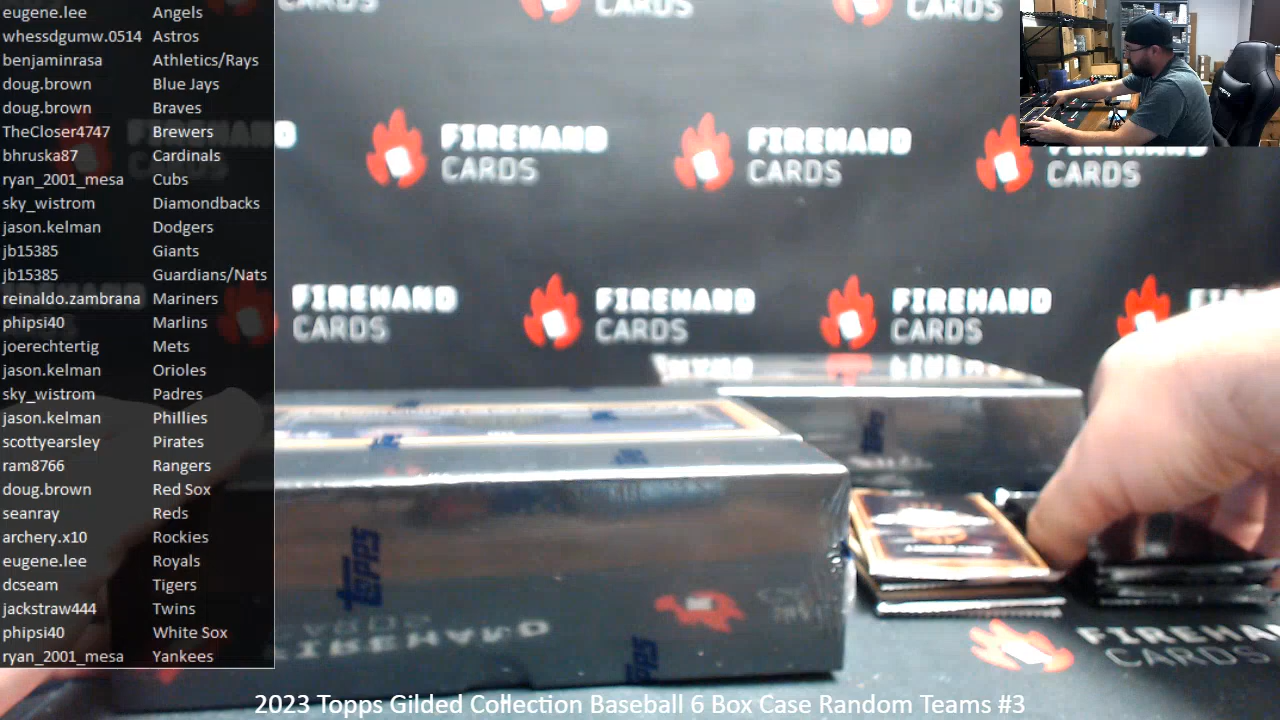 eugene.lee Angels
whessdgumw.0514 Astros
benjaminrasa Athletics/Rays
doug.brown Blue Jays
doug.brown Braves
TheCloser4747 Brewers
bhruska87 Cardinals
ryan_2001_mesa Cubs
sky_wistrom Diamondbacks
jason.kelman Dodgers
jb15385 Giants
jb15385 Guardians/Nats
reinaldo.zambrana Mariners
phipsi40 Marlins
joerechtertig Mets
jason.kelman Orioles
sky_wistrom Padres
jason.kelman Phillies
scottyearsley Pirates
ram8766 Rangers
doug.brown Red Sox
seanray Reds
archery.x10 Rockies
eugene.lee Royals
dcseam Tigers
jackstraw444 Twins
phipsi40 White Sox
ryan_2001_mesa Yankees
CARDS
CARDS
CARDS
FIREHAND
CARDS
FIREHAND
CARDS
CARDS
FIREHAND
CARDS
FIREHAND
CARDS
FIREHAND
CARDS
topps
topps
FIREHAND
CARDS
2023 Topps Gilded Collection Baseball 6 Box Case Random Teams #3